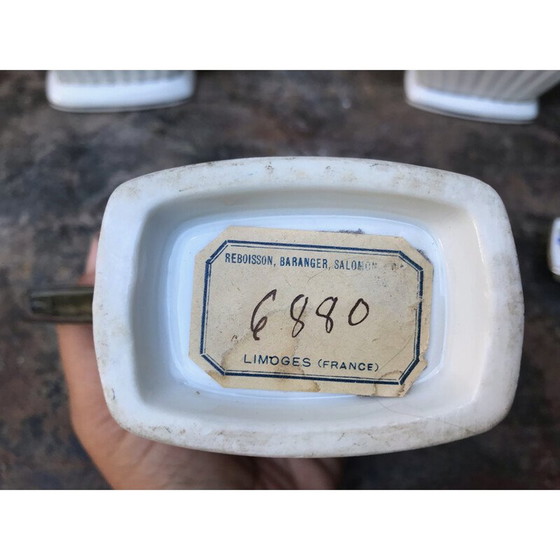 REBOISSON, BARANGER, SALOMON
6880
LIMOGES (FRANCE)